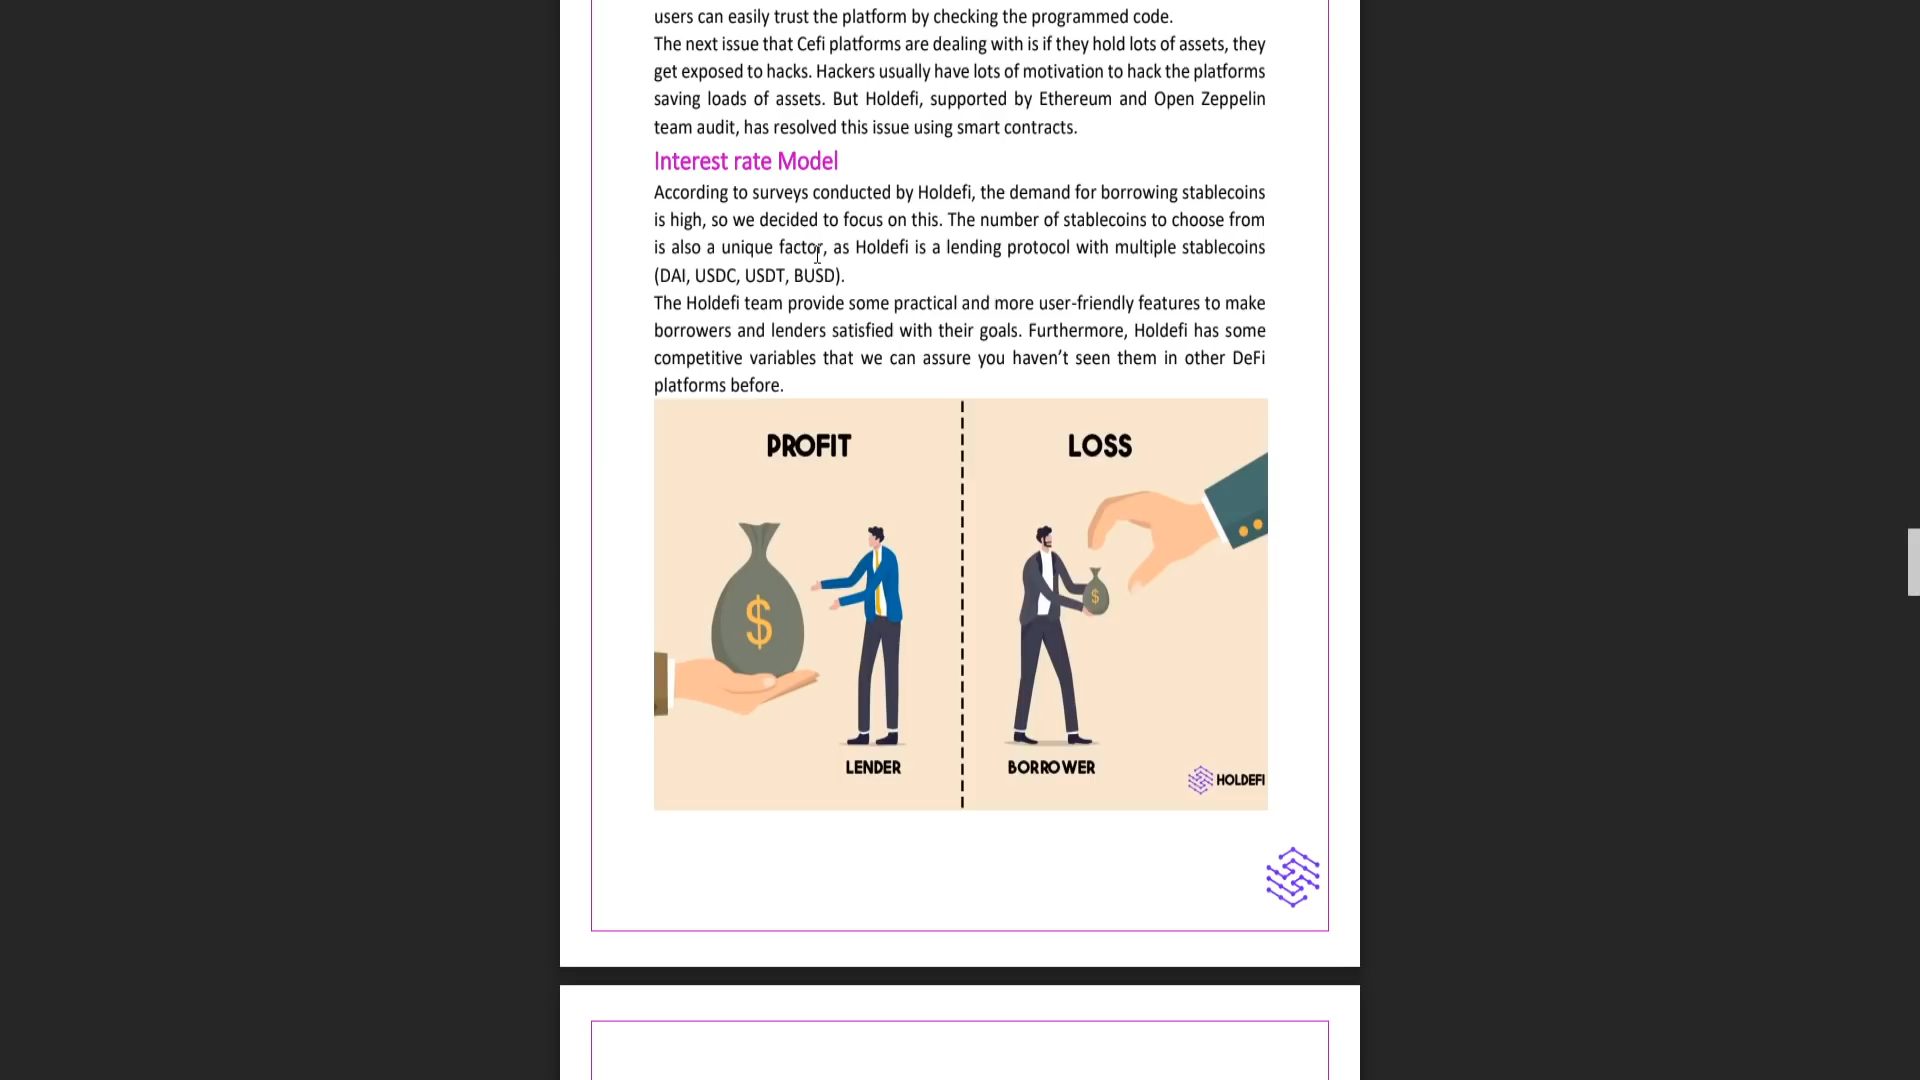 users can easily trust the platform by checking the programmed code.
The next issue that Cefi platforms are dealing with is if they hold lots of assets, they
get exposed to hacks. Hackers usually have lots of motivation to hack the platforms
saving loads of assets. But Holdefi, supported by Ethereum and Open Zeppelin
team audit, has resolved this issue using smart contracts.
Interest rate Model
According to surveys conducted by Holdefi, the demand for borrowing stablecoins
is high, so we decided to focus on this. The number of stablecoins to choose from
is also a unique factor, as Holdefi is a lending protocol with multiple stablecoins
(DAI, USDC, USDT, BUSD).
The Holdefi team provide some practical and more user-friendly features to make
borrowers and lenders satisfied with their goals. Furthermore, Holdefi has some
competitive variables that we can assure you haven’t seen them in other DeFi
platforms before.
PROFIT
LOSS
$
$
LENDER
BORROWER
HOLDEFI